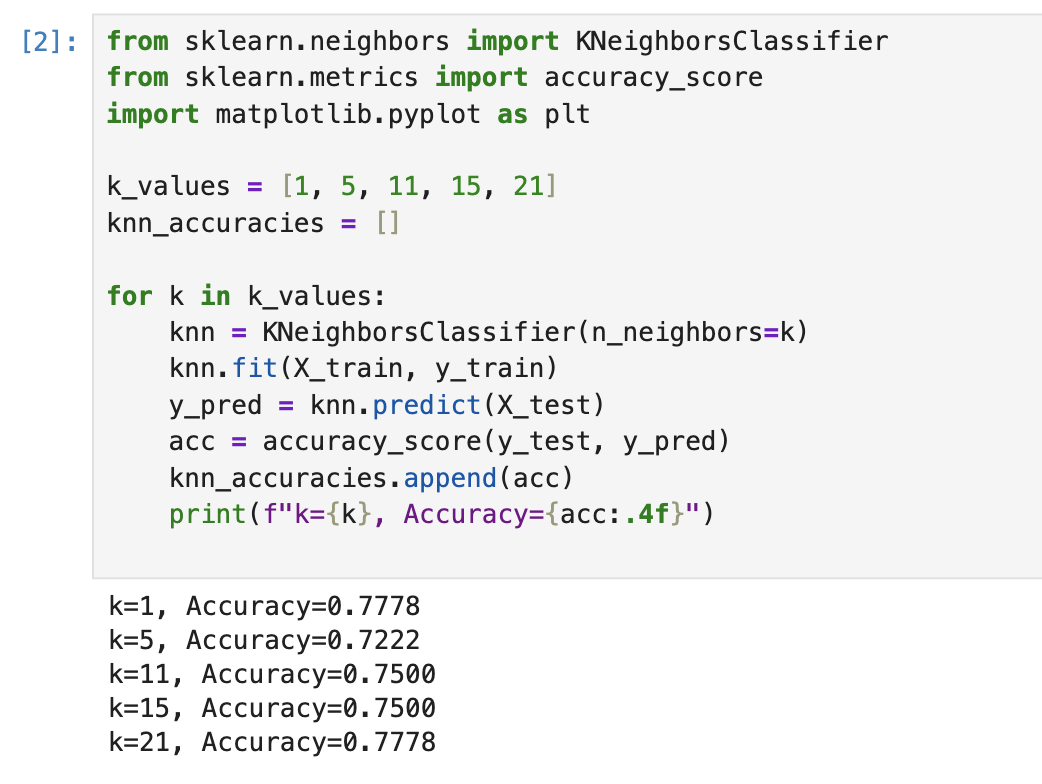 [2]:
from sklearn.neighbors import KNeighborsClassifier
from sklearn.metrics import accuracy_score
import matplotlib.pyplot as plt

k_values = [1, 5, 11, 15, 21]
knn_accuracies = []

for k in k_values:
    knn = KNeighborsClassifier(n_neighbors=k)
    knn.fit(X_train, y_train)
    y_pred = knn.predict(X_test)
    acc = accuracy_score(y_test, y_pred)
    knn_accuracies.append(acc)
    print(f"k={k}, Accuracy={acc:.4f}")

k=1, Accuracy=0.7778
k=5, Accuracy=0.7222
k=11, Accuracy=0.7500
k=15, Accuracy=0.7500
k=21, Accuracy=0.7778